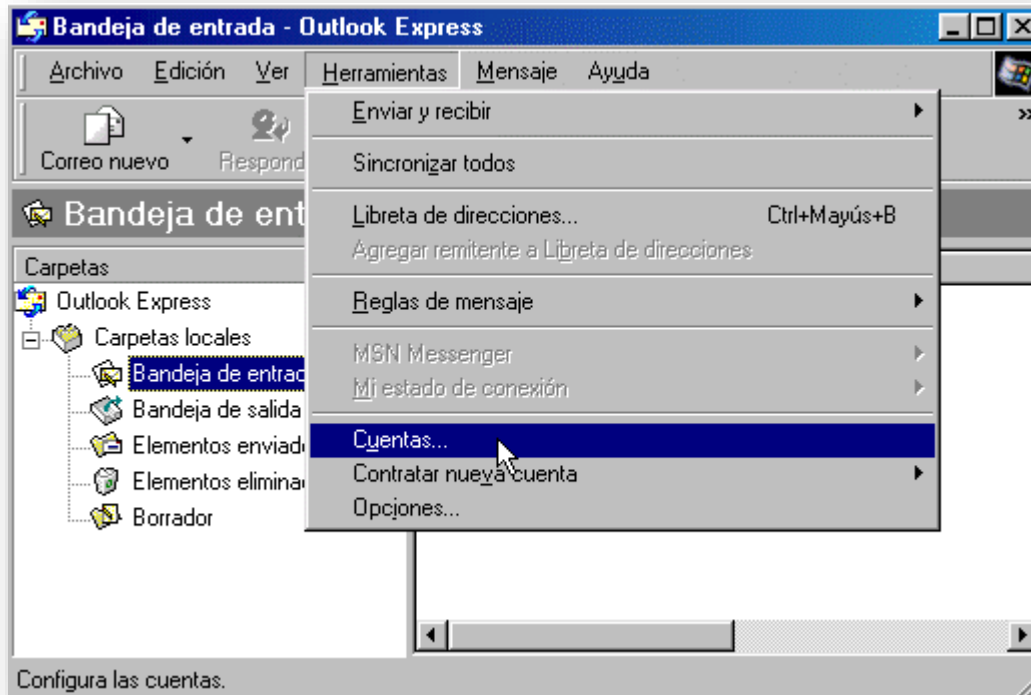 Bandeja de entrada - Outlook Express
Archivo Edición Ver Herramientas Mensaje Ayuda
Correo nuevo Respond
Bandeja de ent
Carpetas
Outlook Express
Carpetas locales
Bandeja de entrad
Bandeja de salida
Elementos enviad
Elementos elimina
Borrador
Enviar y recibir
Sincronizar todos
Libreta de direcciones... Ctrl+Mayús+B
Agregar remitente a Libreta de direcciones
Reglas de mensaje
MSN Messenger
Mi estado de conexión
Cuentas...
Contratar nueva cuenta
Opciones...
Configura las cuentas.